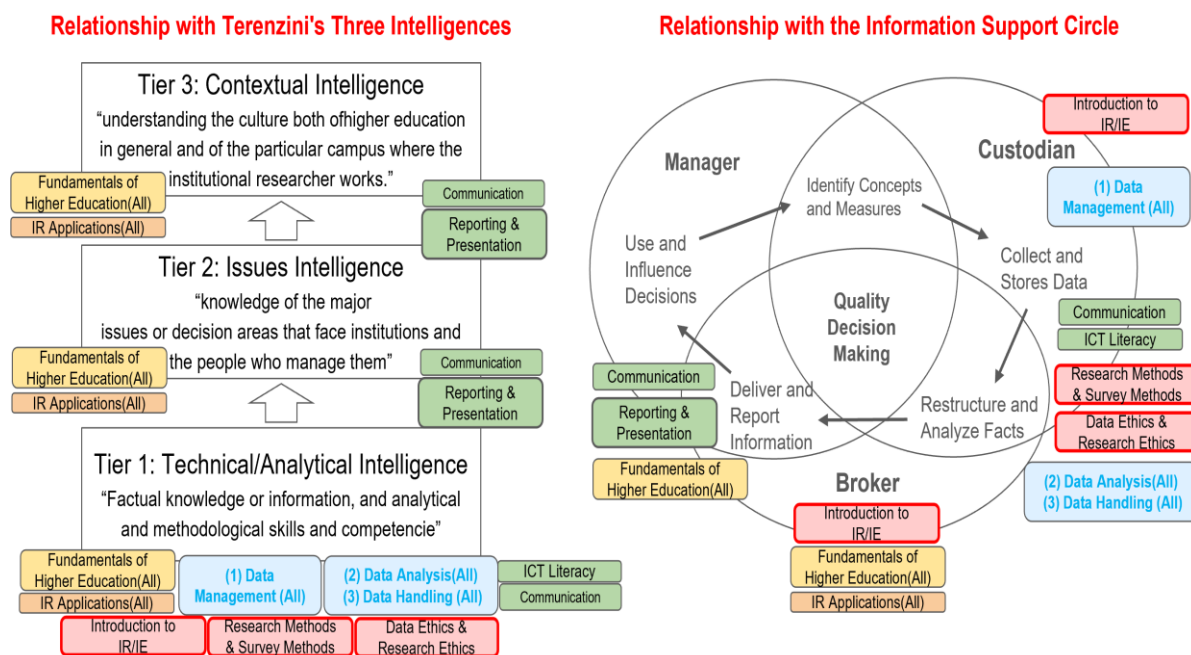 Relationship with Terenzini's Three Intelligences
Tier 3: Contextual Intelligence
“understanding the culture both ofhigher education
in general and of the particular campus where the
institutional researcher works.”
Fundamentals of
Higher Education(All)
IR Applications(All)
Communication
Reporting &
Presentation
Tier 2: Issues Intelligence
“knowledge of the major
issues or decision areas that face institutions and
the people who manage them”
Fundamentals of
Higher Education(All)
IR Applications(All)
Communication
Reporting &
Presentation
Tier 1: Technical/Analytical Intelligence
“Factual knowledge or information, and analytical
and methodological skills and competencie”
Fundamentals of
Higher Education(All)
IR Applications(All)
(1) Data
Management (All)
(2) Data Analysis(All)
(3) Data Handling (All)
ICT Literacy
Communication
Introduction to
IR/IE
Research Methods
& Survey Methods
Data Ethics &
Research Ethics
Relationship with the Information Support Circle
Manager
Custodian
Introduction to
IR/IE
(1) Data
Management (All)
Identify Concepts
and Measures
Use and
Influence
Decisions
Collect and
Stores Data
Quality
Decision
Making
Communication
ICT Literacy
Research Methods
& Survey Methods
Data Ethics &
Research Ethics
(2) Data Analysis(All)
(3) Data Handling (All)
Restructure and
Analyze Facts
Deliver and
Report
Information
Communication
Reporting &
Presentation
Fundamentals of
Higher Education(All)
Broker
Introduction to
IR/IE
Fundamentals of
Higher Education(All)
IR Applications(All)